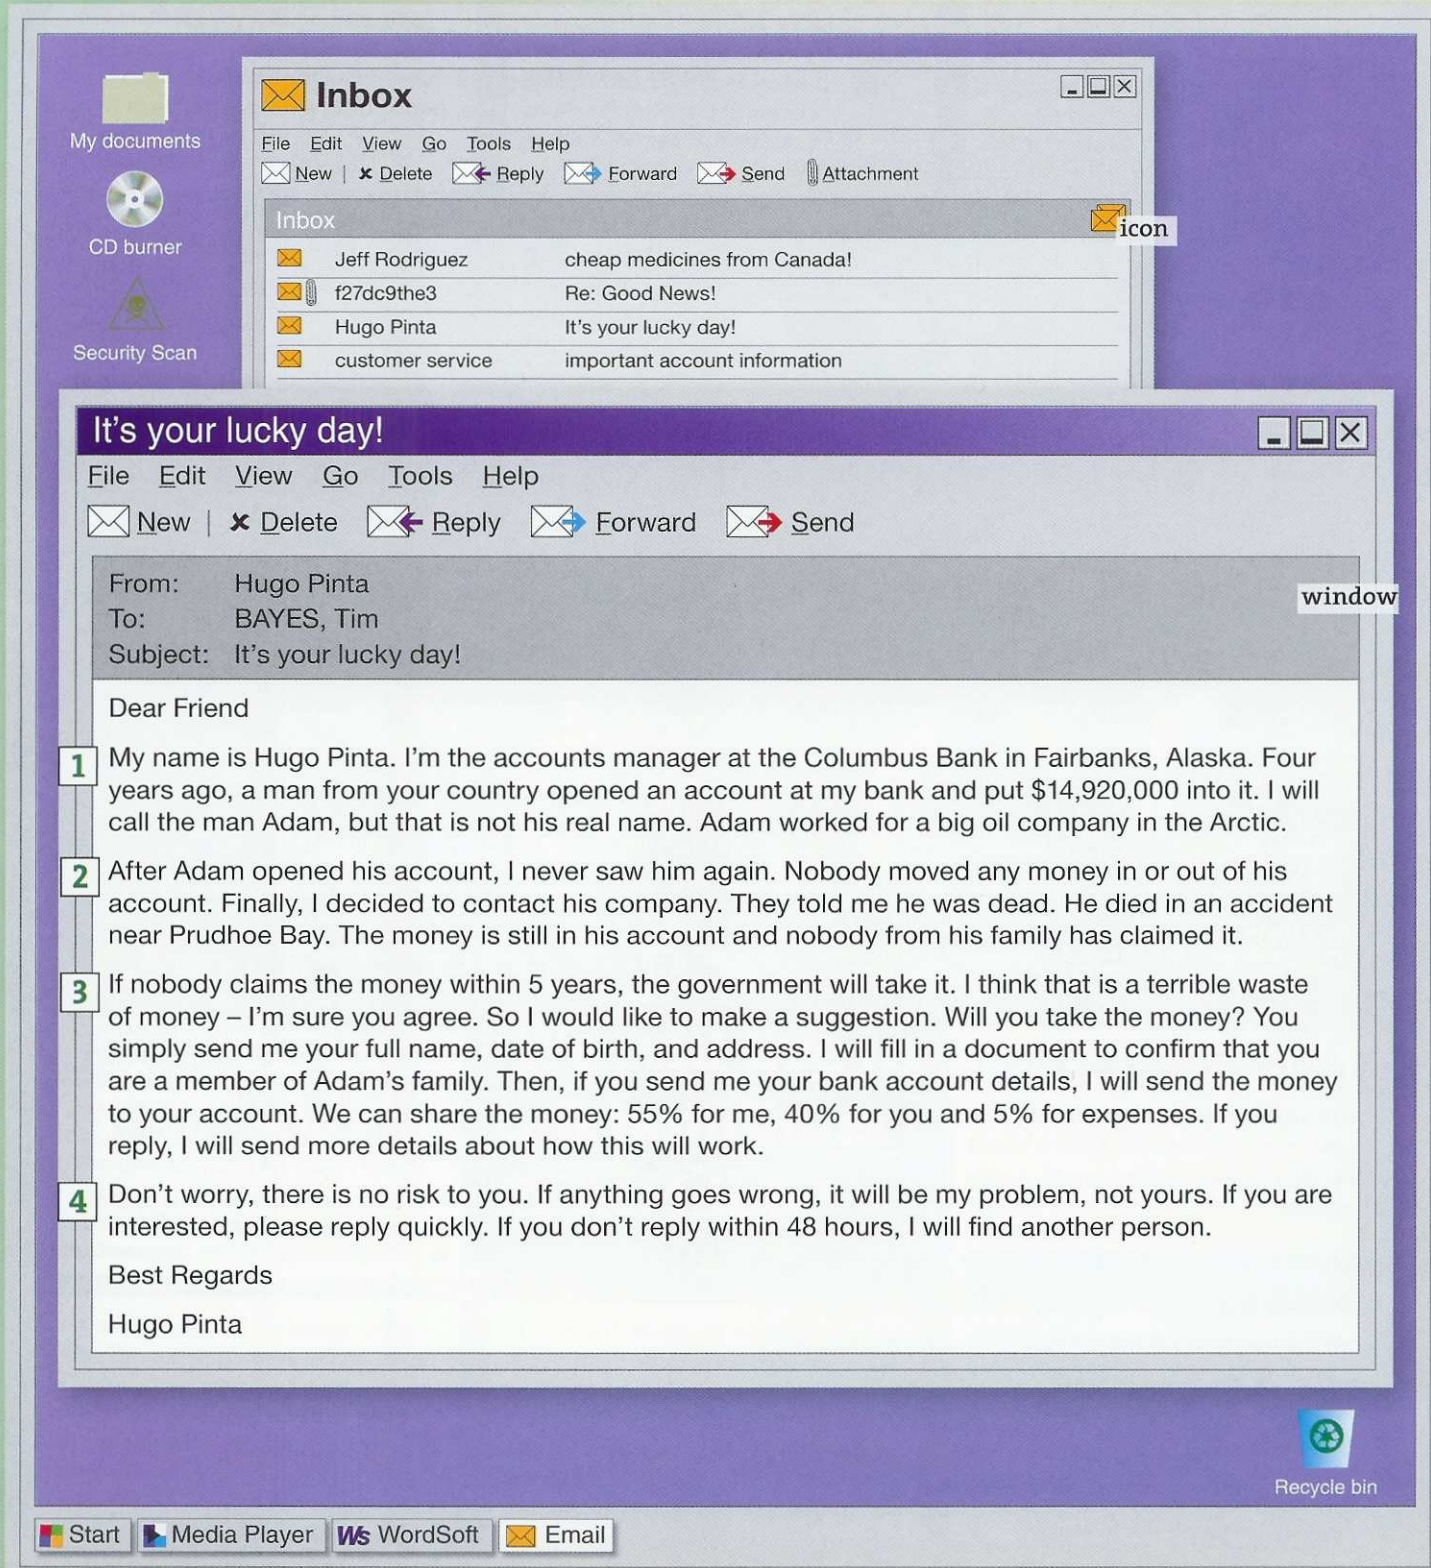 My documents
CD burner
Security Scan
Inbox
File Edit View Go Tools Help
New | × Delete Reply Forward Send Attachment
Inbox
icon
Jeff Rodriguez cheap medicines from Canada!
f27dc9the3 Re: Good News!
Hugo Pinta It's your lucky day!
customer service important account information
It's your lucky day!
File Edit View Go Tools Help
New | × Delete Reply Forward Send
From: Hugo Pinta
To: BAYES, Tim
Subject: It's your lucky day!
window
Dear Friend
1 My name is Hugo Pinta. I'm the accounts manager at the Columbus Bank in Fairbanks, Alaska. Four
years ago, a man from your country opened an account at my bank and put $14,920,000 into it. I will
call the man Adam, but that is not his real name. Adam worked for a big oil company in the Arctic.
2 After Adam opened his account, I never saw him again. Nobody moved any money in or out of his
account. Finally, I decided to contact his company. They told me he was dead. He died in an accident
near Prudhoe Bay. The money is still in his account and nobody from his family has claimed it.
3 If nobody claims the money within 5 years, the government will take it. I think that is a terrible waste
of money – I'm sure you agree. So I would like to make a suggestion. Will you take the money? You
simply send me your full name, date of birth, and address. I will fill in a document to confirm that you
are a member of Adam's family. Then, if you send me your bank account details, I will send the money
to your account. We can share the money: 55% for me, 40% for you and 5% for expenses. If you
reply, I will send more details about how this will work.
4 Don't worry, there is no risk to you. If anything goes wrong, it will be my problem, not yours. If you are
interested, please reply quickly. If you don't reply within 48 hours, I will find another person.
Best Regards
Hugo Pinta
Recycle bin
Start Media Player Ws WordSoft Email